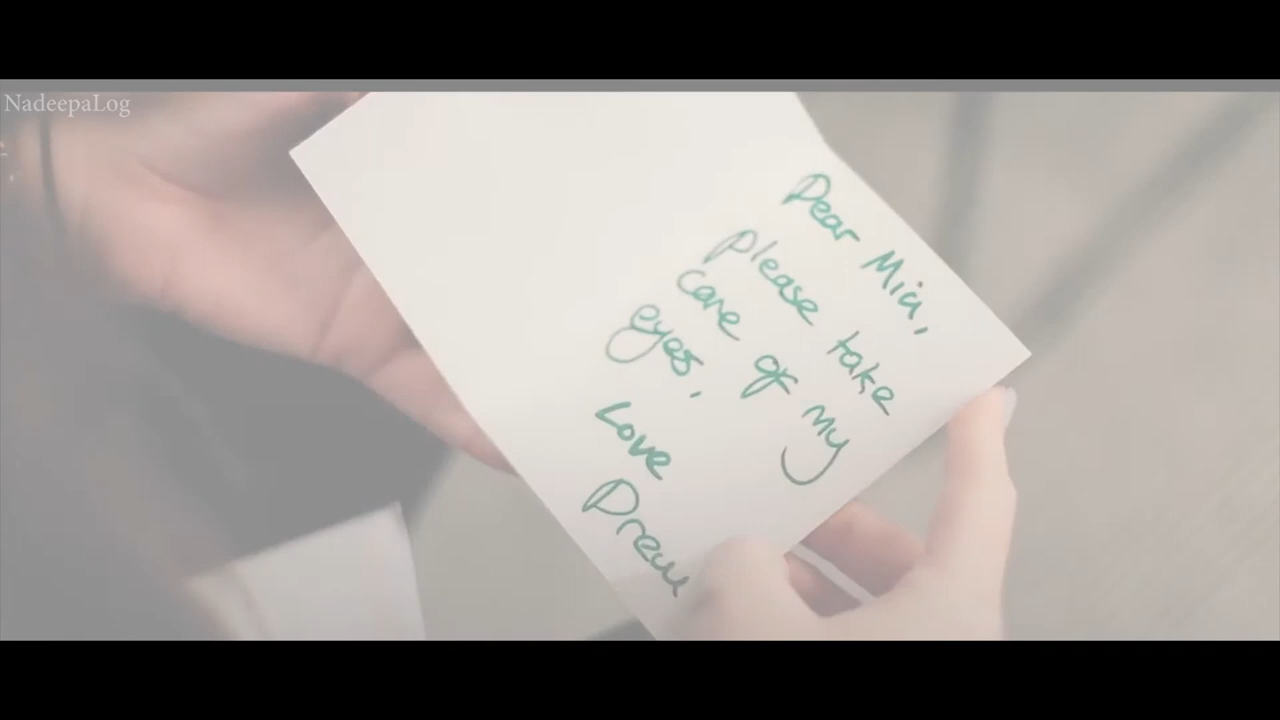 NadeepaLog
Dear Mia,
please take
care of my
eyes.
Love
Drew